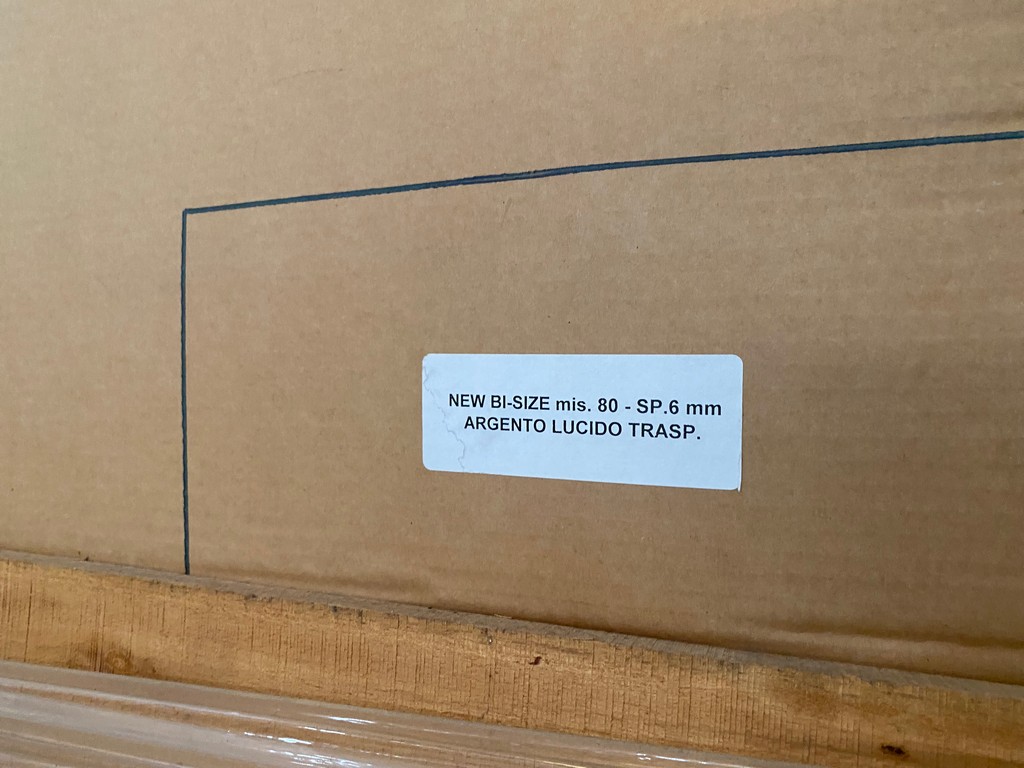 NEW BI-SIZE mis. 80 - SP.6 mm
ARGENTO LUCIDO TRASP.